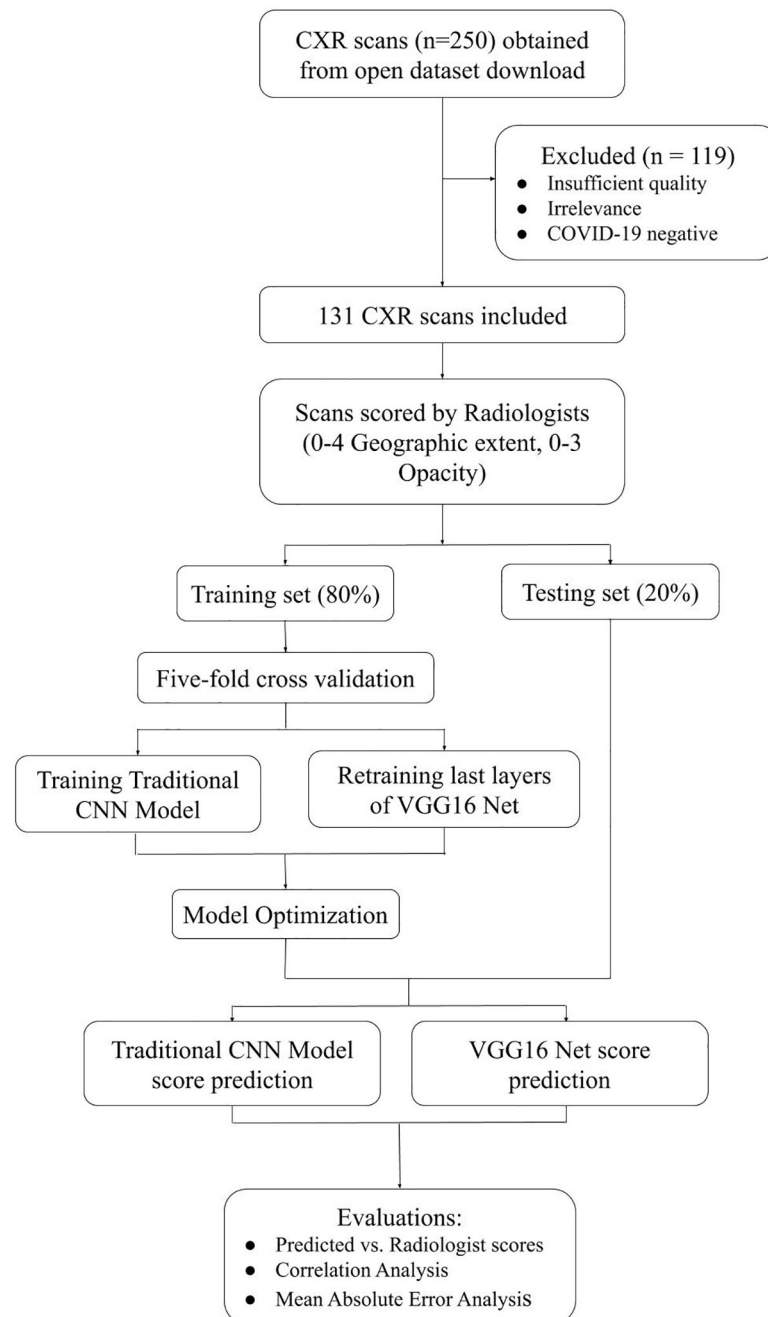 CXR scans (n=250) obtained
from open dataset download
Excluded (n = 119)
● Insufficient quality
● Irrelevance
● COVID-19 negative
131 CXR scans included
Scans scored by Radiologists
(0-4 Geographic extent, 0-3
Opacity)
Training set (80%)
Testing set (20%)
Five-fold cross validation
Training Traditional
CNN Model
Retraining last layers
of VGG16 Net
Model Optimization
Traditional CNN Model
score prediction
VGG16 Net score
prediction
Evaluations:
● Predicted vs. Radiologist scores
● Correlation Analysis
● Mean Absolute Error Analysis